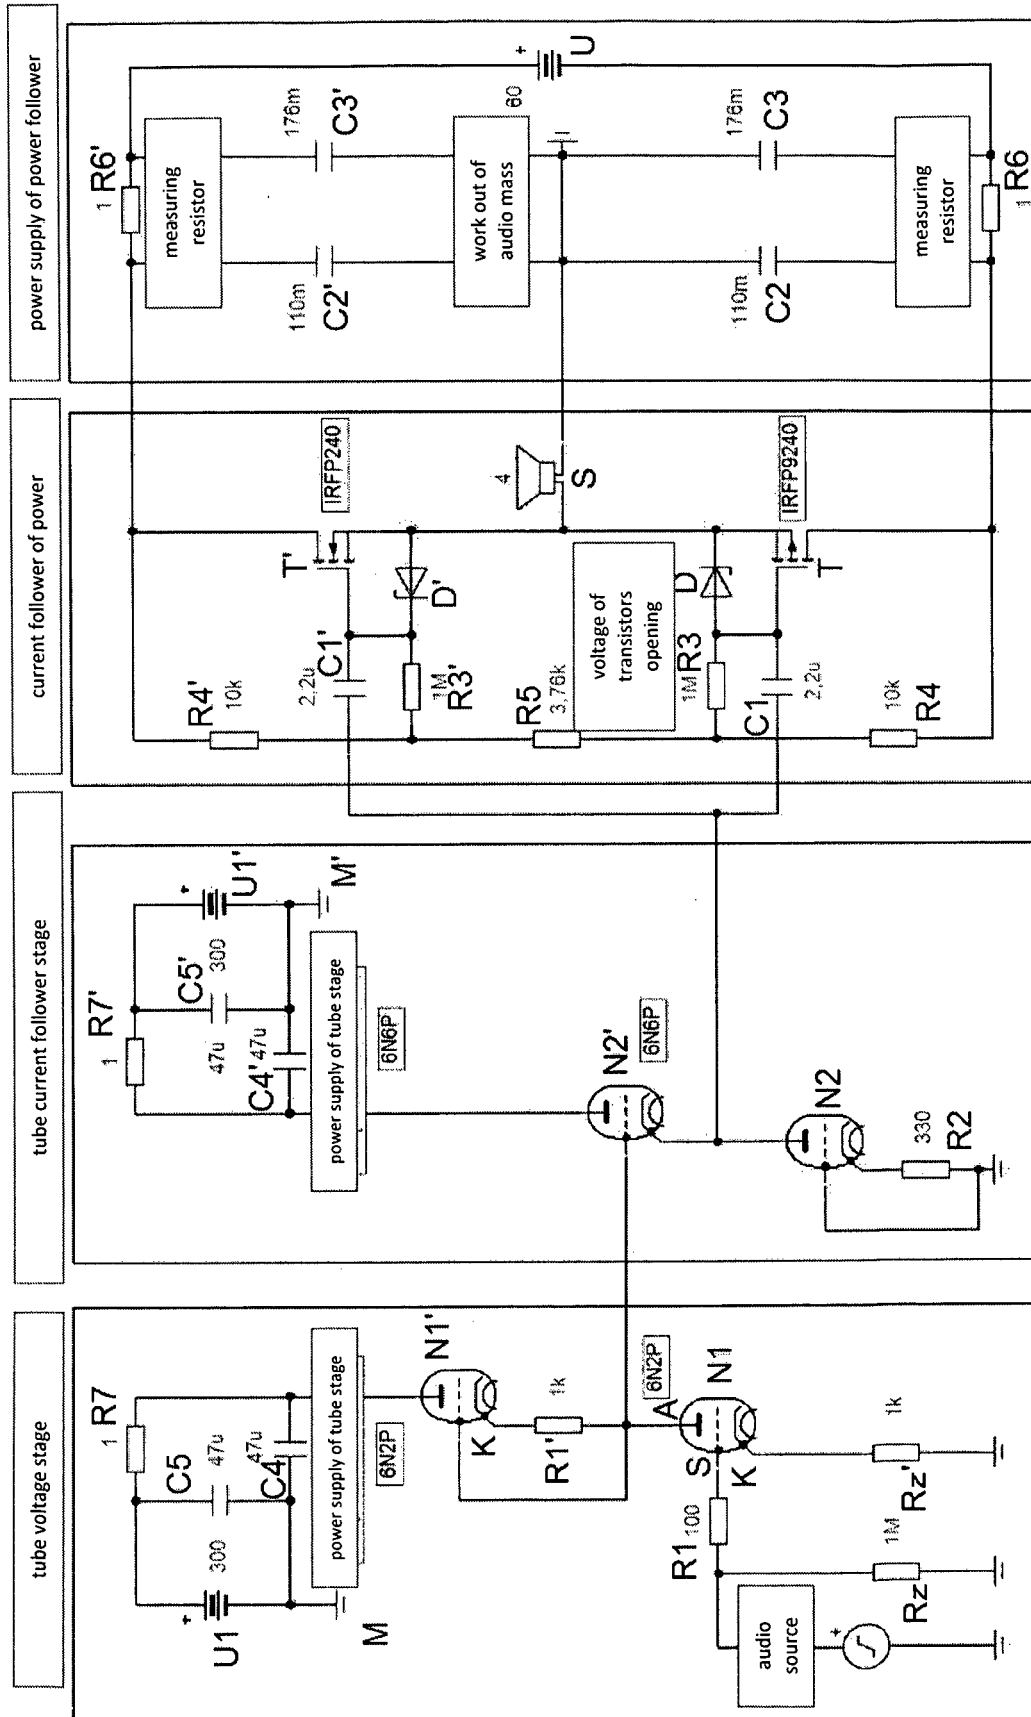 tube voltage stage
tube current follower stage
current follower of power
power supply of power follower
1 R7
C5
47u
47u
C4
300
U1
+
M
power supply of tube stage
6N2P
N1'
K
1k
R1'
6N2P
A
N1
S
K
R1 100
1k
Rz'
1M
Rz
audio
source
+
R7'
1
C5'
47u
C4' 47u
300
U1'
+
M'
power supply of tube stage
6N6P
N2'
6N6P
N2
330
R2
R4'
10k
C1'
2,2u
T'
IRFP240
D'
1M
R3'
R5
3,76k
voltage of
transistors
opening
4
S
D
1M
R3
C1
2,2u
T
IRFP9240
10k
R4
1 R6'
measuring
resistor
110m
C2'
176m
C3'
work out of
audio mass
60
U
+
110m
C2
176m
C3
measuring
resistor
1
R6